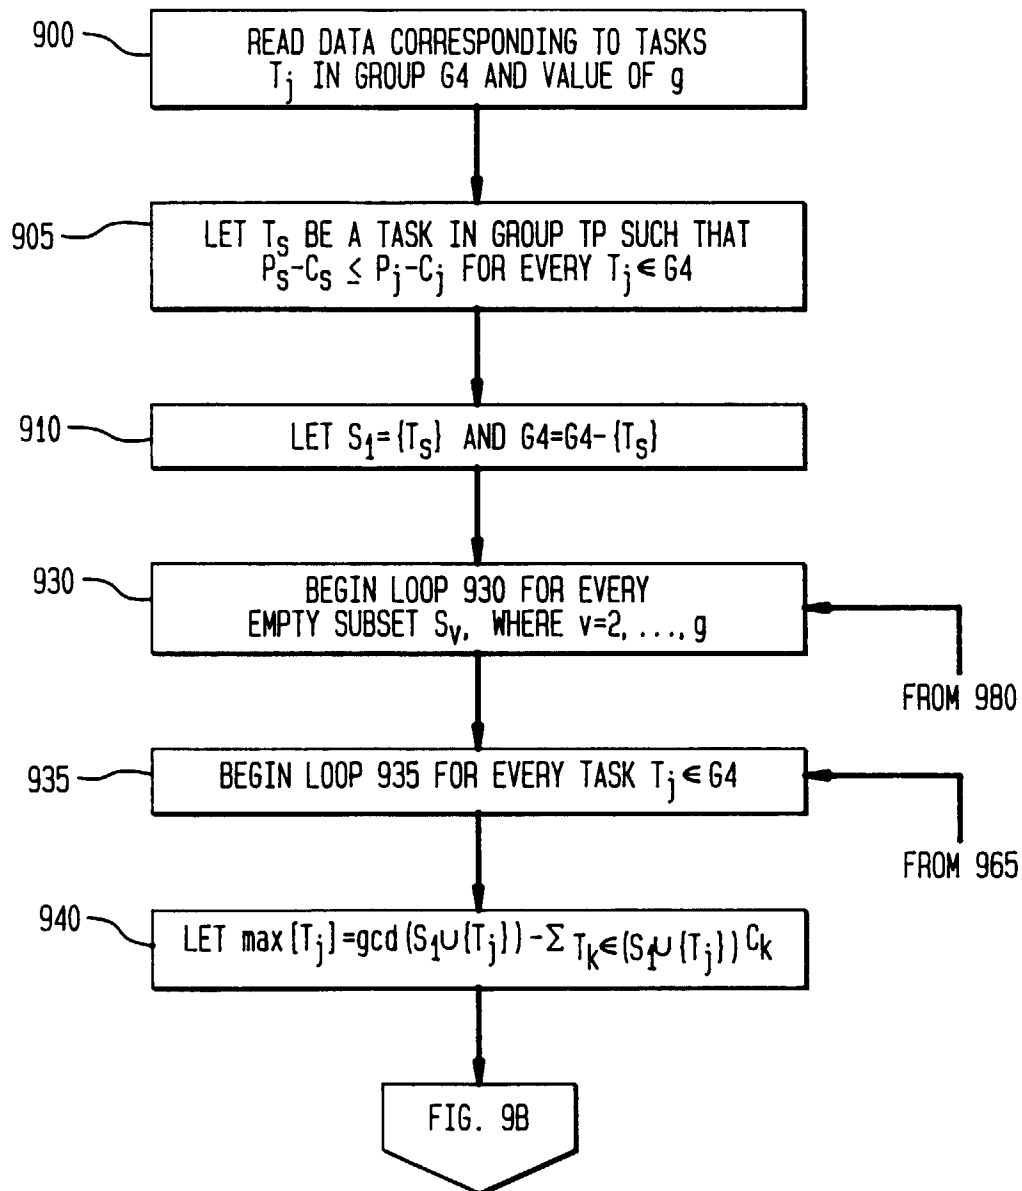 900
READ DATA CORRESPONDING TO TASKS
Tj IN GROUP G4 AND VALUE OF g
905
LET Ts BE A TASK IN GROUP TP SUCH THAT
Ps-Cs ≤ Pj-Cj FOR EVERY Tj ∈ G4
910
LET S1={Ts} AND G4=G4-{Ts}
930
BEGIN LOOP 930 FOR EVERY
EMPTY SUBSET Sv, WHERE v=2, ...,g
FROM 980
935
BEGIN LOOP 935 FOR EVERY TASK Tj ∈ G4
FROM 965
940
LET max[Tj]=gcd(S1∪{Tj})-Σ Tk∈(S1∪{Tj}) Ck
FIG. 9B